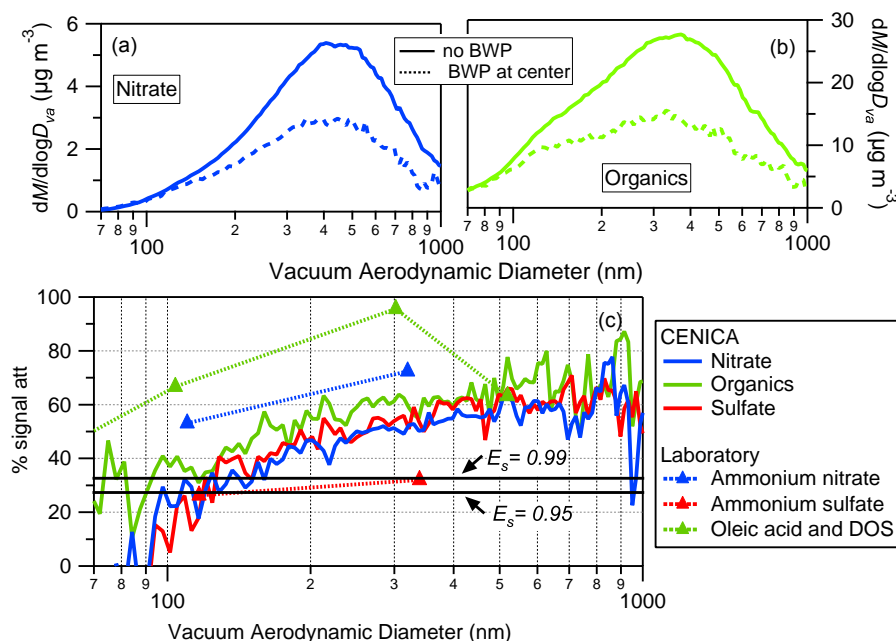 (a)
Nitrate
6
4
2
0
dM/dlogDva (µg m-3)
7 8 9 100 2 3 4 5 6 7 8 9 1000
no BWP
BWP at center
(b)
Organics
30
20
10
0
dM/dlogDva (µg m-3)
7 8 9 100 2 3 4 5 6 7 8 9 1000
Vacuum Aerodynamic Diameter (nm)
(c)
100
80
60
40
20
0
% signal att
Es = 0.99
Es = 0.95
7 8 9 100 2 3 4 5 6 7 8 9 1000
Vacuum Aerodynamic Diameter (nm)
CENICA
Nitrate
Organics
Sulfate
Laboratory
Ammonium nitrate
Ammonium sulfate
Oleic acid and DOS